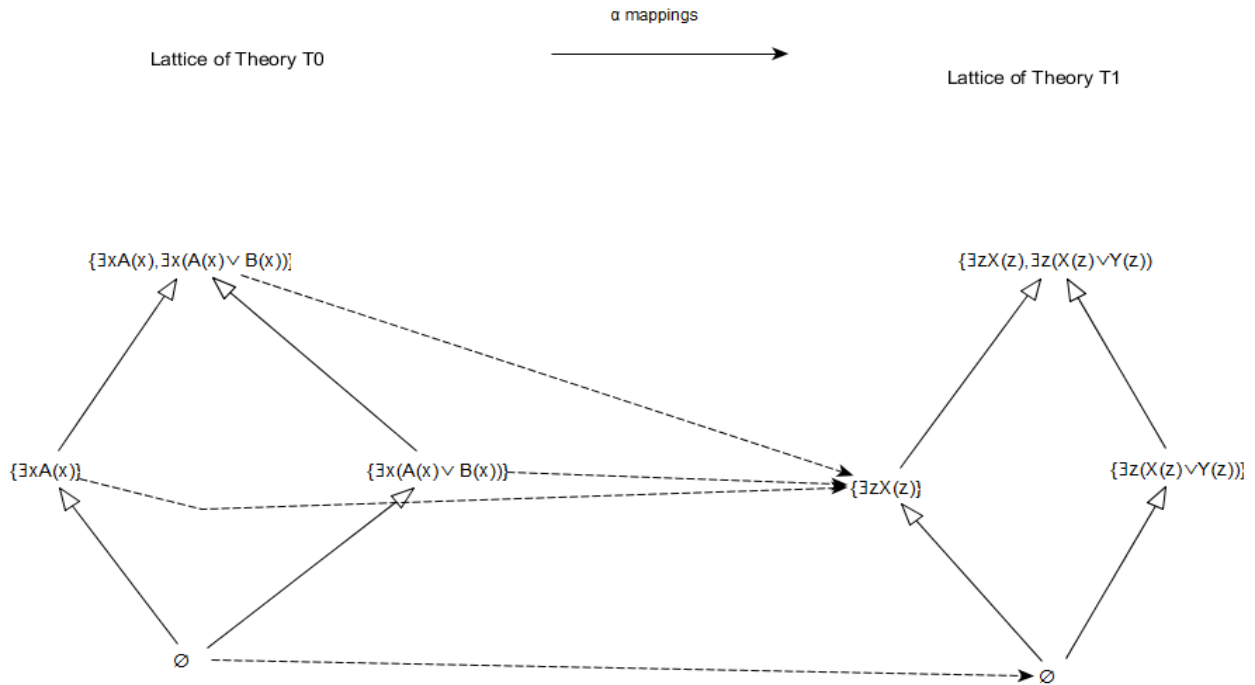 α mappings
Lattice of Theory T0
Lattice of Theory T1
{∃xA(x),∃x(A(x)∨ B(x))}
{∃zX(z),∃z(X(z)∨Y(z))
{∃xA(x)}
{∃x(A(x)∨ B(x))}
{∃zX(z)}
{∃z(X(z)∨Y(z))}
∅
∅